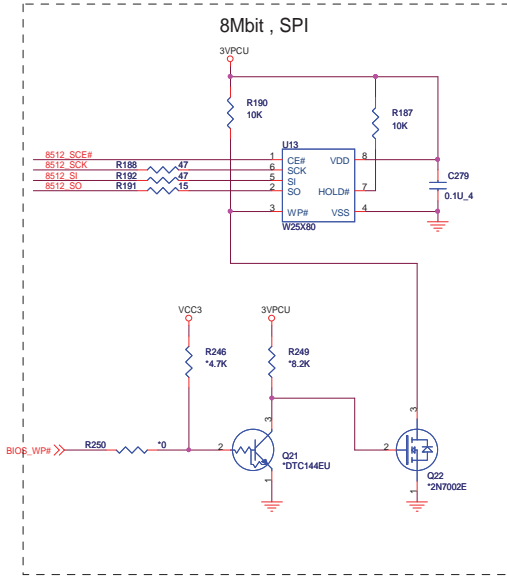 8Mbit , SPI
3VPCU
R190
10K
R187
10K
U13
8512_SCE#
1
CE#
VDD
8
8512_SCK
R188
47
6
SCK
8512_SI
R192
47
5
SI
8512_SO
R191
15
2
SO
HOLD#
7
C279
0.1U_4
3
WP#
VSS
4
W25X80
VCC3
3VPCU
R246
*4.7K
R249
*8.2K
3
3
BIOS_WP#
R250
*0
2
2
Q21
*DTC144EU
1
1
Q22
*2N7002E